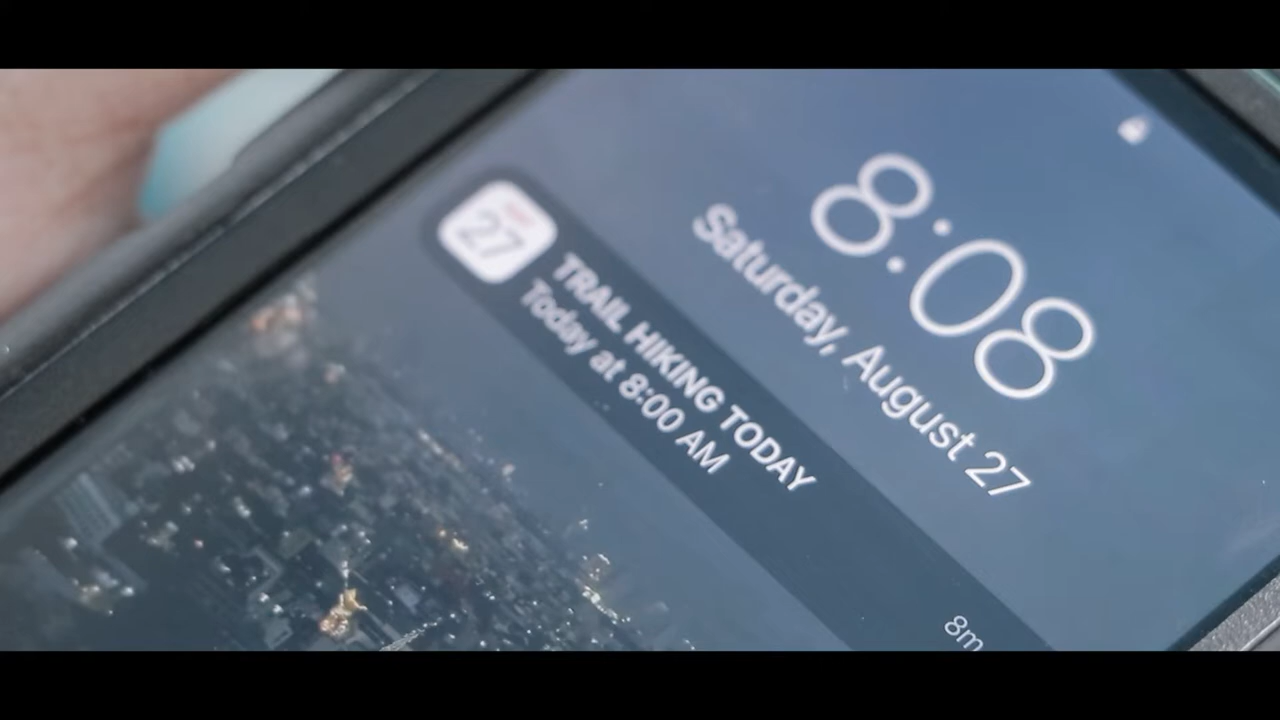 8:08
Saturday, August 27
27
TRAIL HIKING TODAY
Today at 8:00 AM
8m